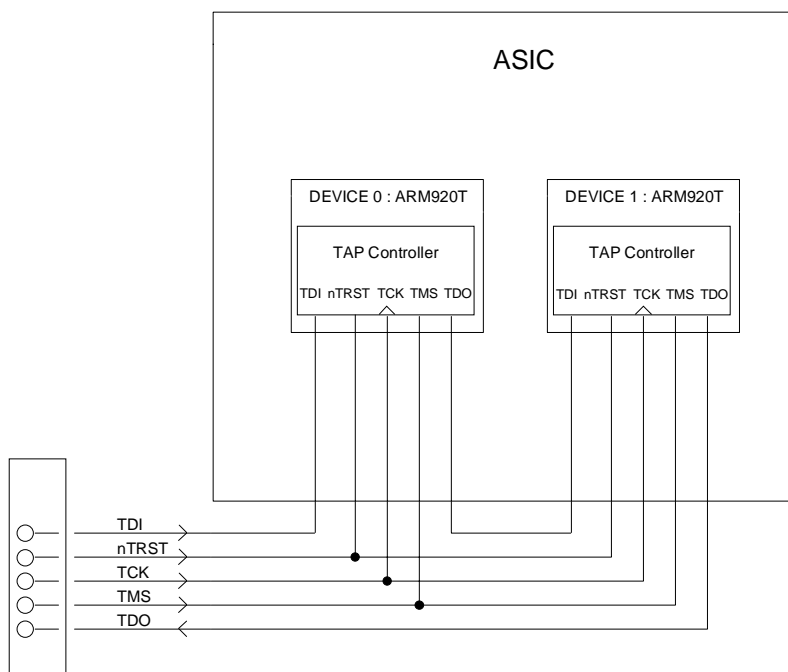 ASIC
DEVICE 0 : ARM920T
DEVICE 1 : ARM920T
TAP Controller
TAP Controller
TDI nTRST TCK TMS TDO
TDI nTRST TCK TMS TDO
TDI
nTRST
TCK
TMS
TDO